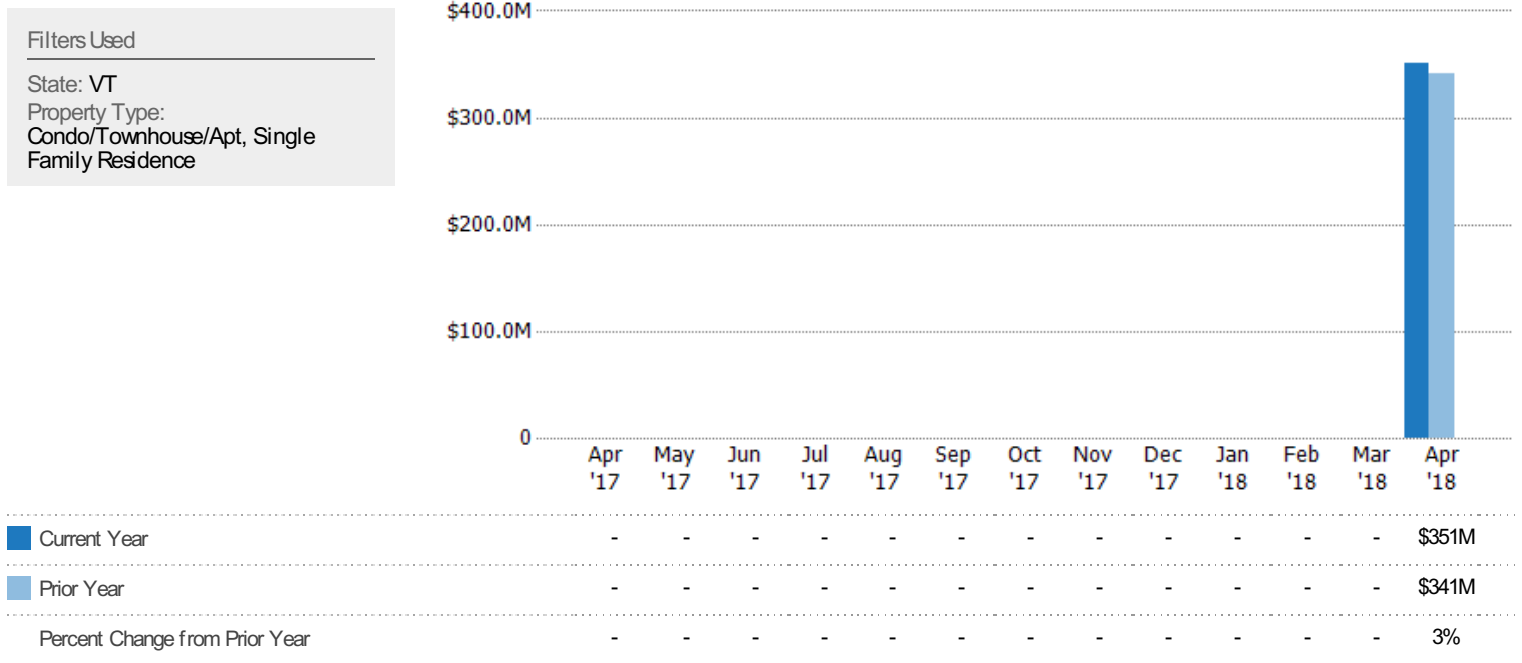 Filters Used
State: VT
Property Type:
Condo/Townhouse/Apt, Single
Family Residence
$400.0M
$300.0M
$200.0M
$100.0M
0
Apr May Jun Jul Aug Sep Oct Nov Dec Jan Feb Mar Apr
'17 '17 '17 '17 '17 '17 '17 '17 '17 '18 '18 '18 '18
Current Year - - - - - - - - - - - - $351M
Prior Year - - - - - - - - - - - - $341M
Percent Change from Prior Year - - - - - - - - - - - - 3%